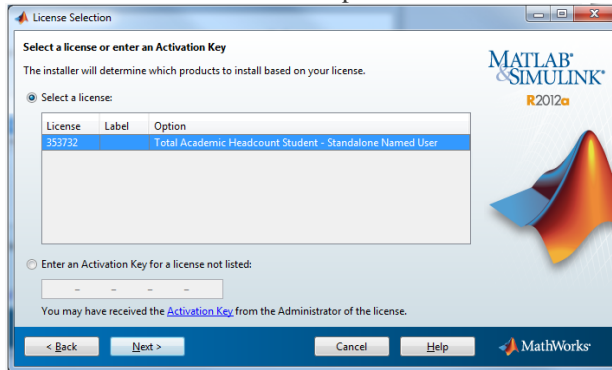 License Selection
Select a license or enter an Activation Key
The installer will determine which products to install based on your license.
MATLAB®
&SIMULINK®
R2012a
Select a license:
License Label Option
353732 Total Academic Headcount Student - Standalone Named User
Enter an Activation Key for a license not listed:
- - - -
You may have received the Activation Key from the Administrator of the license.
< Back Next > Cancel Help MathWorks®